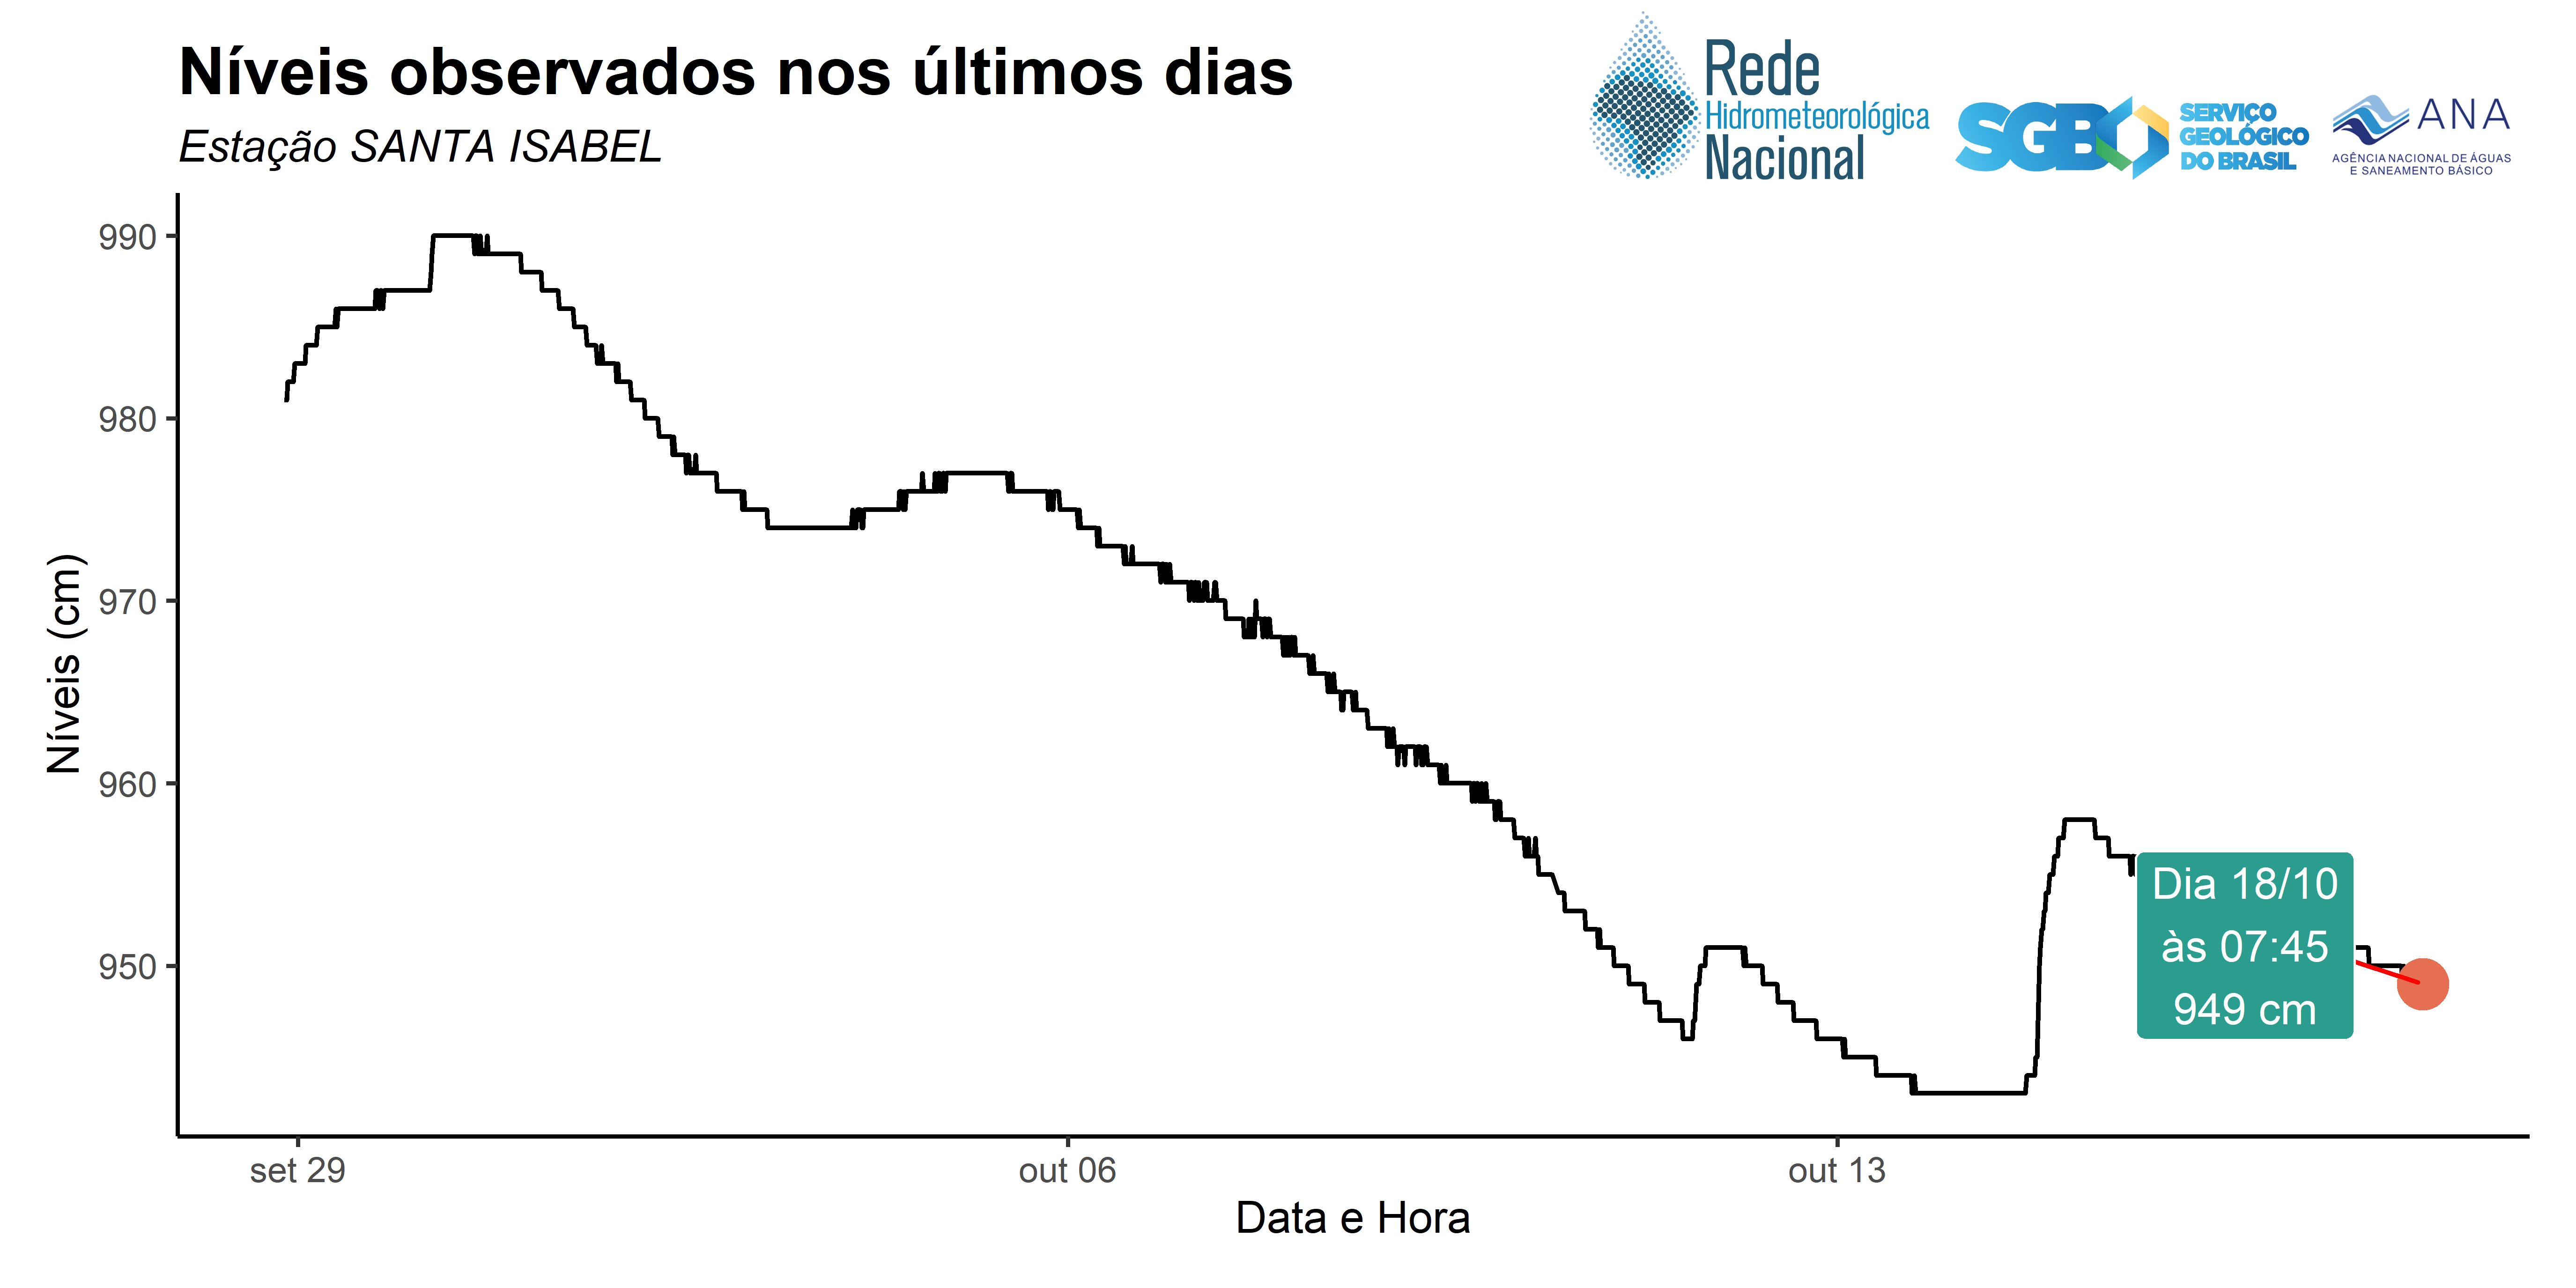 Níveis observados nos últimos dias
Estação SANTA ISABEL
Rede
Hidrometeorológica
Nacional
SGB
SERVIÇO
GEOLÓGICO
DO BRASIL
ANA
AGÊNCIA NACIONAL DE ÁGUAS
E SANEAMENTO BÁSICO
Níveis (cm)
990
980
970
960
950
Dia 18/10
às 07:45
949 cm
set 29
out 06
out 13
Data e Hora